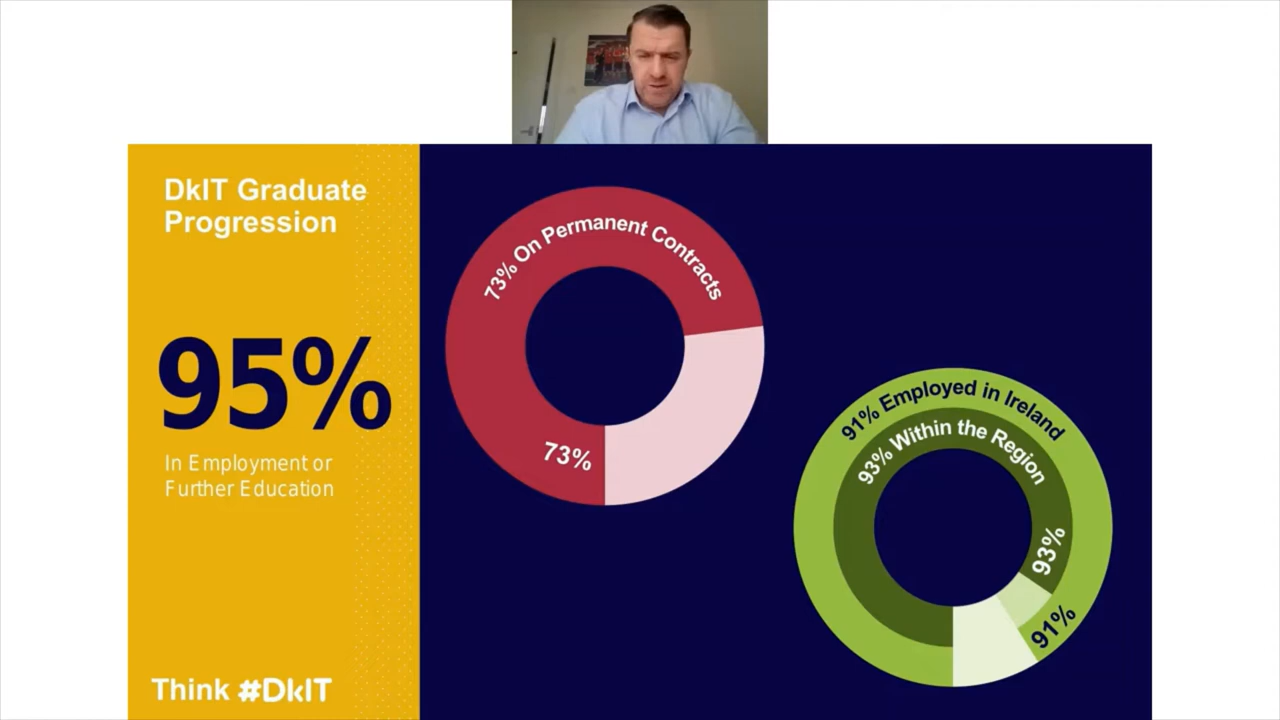 DkIT Graduate
Progression
95%
In Employment or
Further Education
Think #DkIT
73% On Permanent Contracts
73%
91% Employed in Ireland
93% Within the Region
93%
91%